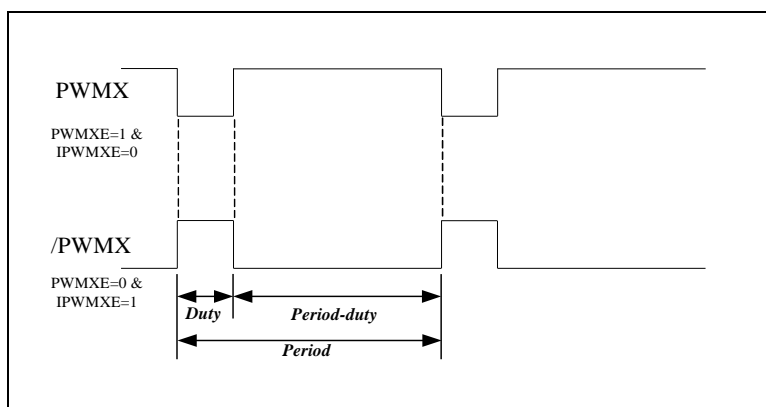 PWMX
PWMXE=1 &
IPWMXE=0
/PWMX
PWMXE=0 &
IPWMXE=1
Duty
Period-duty
Period